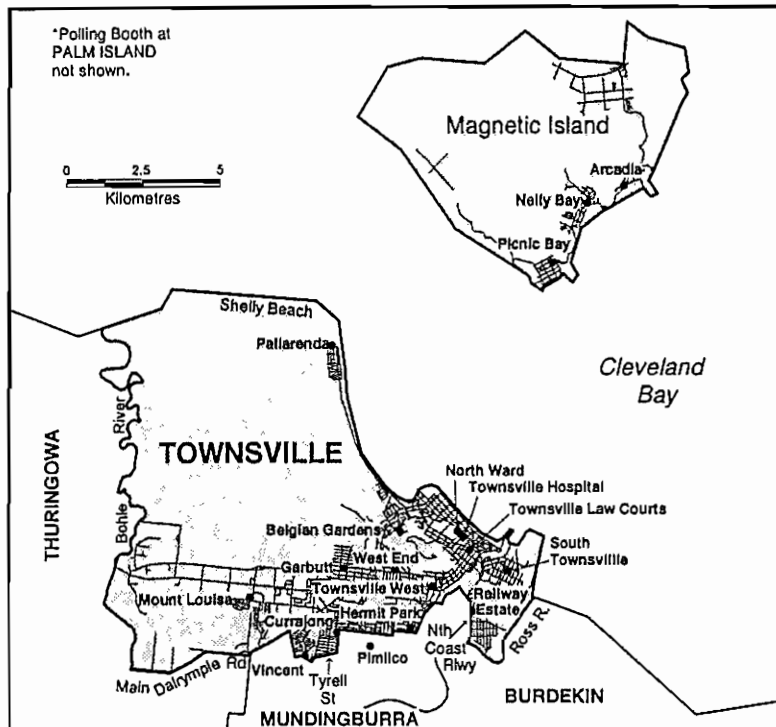 *Polling Booth at
PALM ISLAND
not shown.
0 2.5 5
Kilometres
Magnetic Island
Arcadia
Nelly Bay
Picnic Bay
Shelly Beach
Pallarenda
Cleveland
Bay
THURINGOWA
Bohle River
TOWNSVILLE
North Ward
Townsville Hospital
Townsville Law Courts
Belgian Gardens
South
Townsville
West End
Garbutt
Townsville West
Railway
Estate
Mount Louisa
Hermit Park
Currajong
Ross R.
Nth
Coast
Rlwy
Pimlico
Main Dalrymple Rd
Vincent
Tyrell
St
BURDEKIN
MUNDINGBURRA